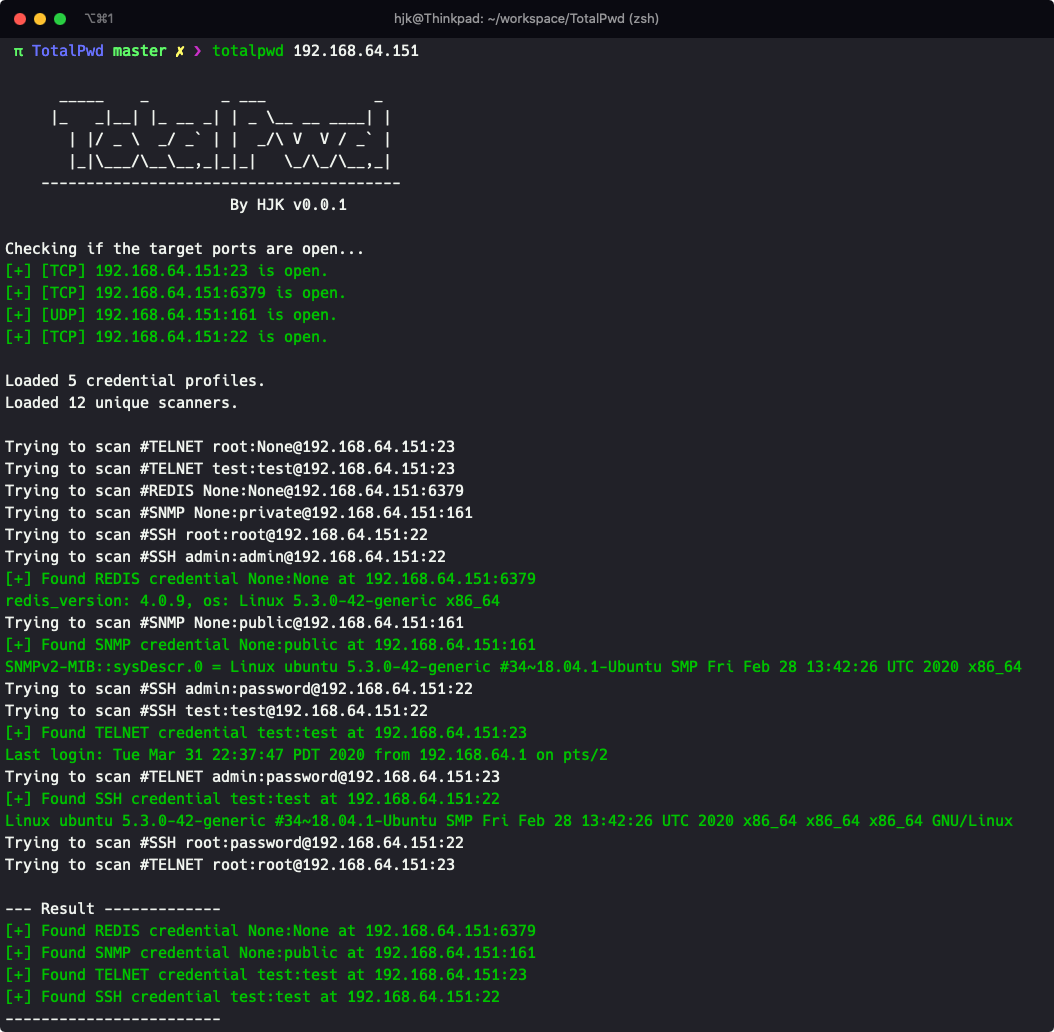 ⌥⌘1 hjk@Thinkpad: ~/workspace/TotalPwd (zsh)
π TotalPwd master ✗ ❯ totalpwd 192.168.64.151
       _____    _        _ ___            _
      |_   _|__| |_ __ _| | _ \__ __ ____| |
        | |/ _ \  _/ _` | |  _/\ V  V / _` |
        |_|\___/\__\__,_|_|_|   \_/\_/\__,_|
    ----------------------------------------
                         By HJK v0.0.1
Checking if the target ports are open...
[+] [TCP] 192.168.64.151:23 is open.
[+] [TCP] 192.168.64.151:6379 is open.
[+] [UDP] 192.168.64.151:161 is open.
[+] [TCP] 192.168.64.151:22 is open.
Loaded 5 credential profiles.
Loaded 12 unique scanners.
Trying to scan #TELNET root:None@192.168.64.151:23
Trying to scan #TELNET test:test@192.168.64.151:23
Trying to scan #REDIS None:None@192.168.64.151:6379
Trying to scan #SNMP None:private@192.168.64.151:161
Trying to scan #SSH root:root@192.168.64.151:22
Trying to scan #SSH admin:admin@192.168.64.151:22
[+] Found REDIS credential None:None at 192.168.64.151:6379
redis_version: 4.0.9, os: Linux 5.3.0-42-generic x86_64
Trying to scan #SNMP None:public@192.168.64.151:161
[+] Found SNMP credential None:public at 192.168.64.151:161
SNMPv2-MIB::sysDescr.0 = Linux ubuntu 5.3.0-42-generic #34~18.04.1-Ubuntu SMP Fri Feb 28 13:42:26 UTC 2020 x86_64
Trying to scan #SSH admin:password@192.168.64.151:22
Trying to scan #SSH test:test@192.168.64.151:22
[+] Found TELNET credential test:test at 192.168.64.151:23
Last login: Tue Mar 31 22:37:47 PDT 2020 from 192.168.64.1 on pts/2
Trying to scan #TELNET admin:password@192.168.64.151:23
[+] Found SSH credential test:test at 192.168.64.151:22
Linux ubuntu 5.3.0-42-generic #34~18.04.1-Ubuntu SMP Fri Feb 28 13:42:26 UTC 2020 x86_64 x86_64 x86_64 GNU/Linux
Trying to scan #SSH root:password@192.168.64.151:22
Trying to scan #TELNET root:root@192.168.64.151:23
--- Result -------------
[+] Found REDIS credential None:None at 192.168.64.151:6379
[+] Found SNMP credential None:public at 192.168.64.151:161
[+] Found TELNET credential test:test at 192.168.64.151:23
[+] Found SSH credential test:test at 192.168.64.151:22
------------------------